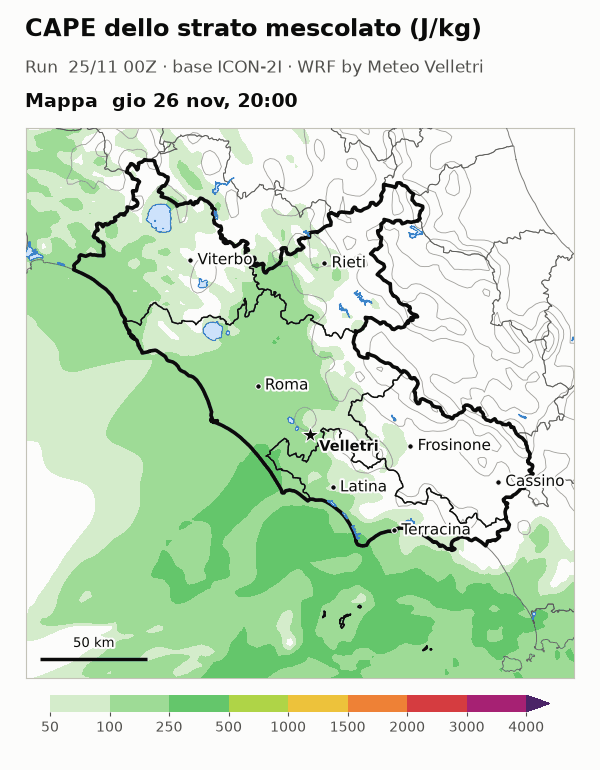 CAPE dello strato mescolato (J/kg)
Run  25/11 00Z · base ICON-2I · WRF by Meteo Velletri
Mappa  gio 26 nov, 20:00
Viterbo
Rieti
Roma
Velletri
Frosinone
Latina
Cassino
Terracina
50 km
50 100 250 500 1000 1500 2000 3000 4000